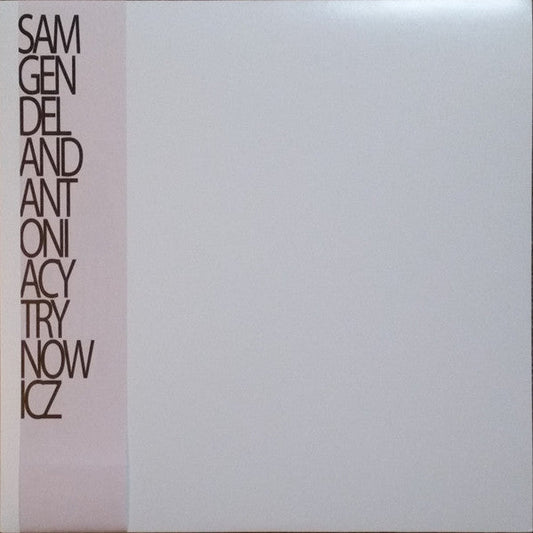 SAM
GEN
DEL
AND
ANT
ONI
ACY
TRY
NOW
ICZ